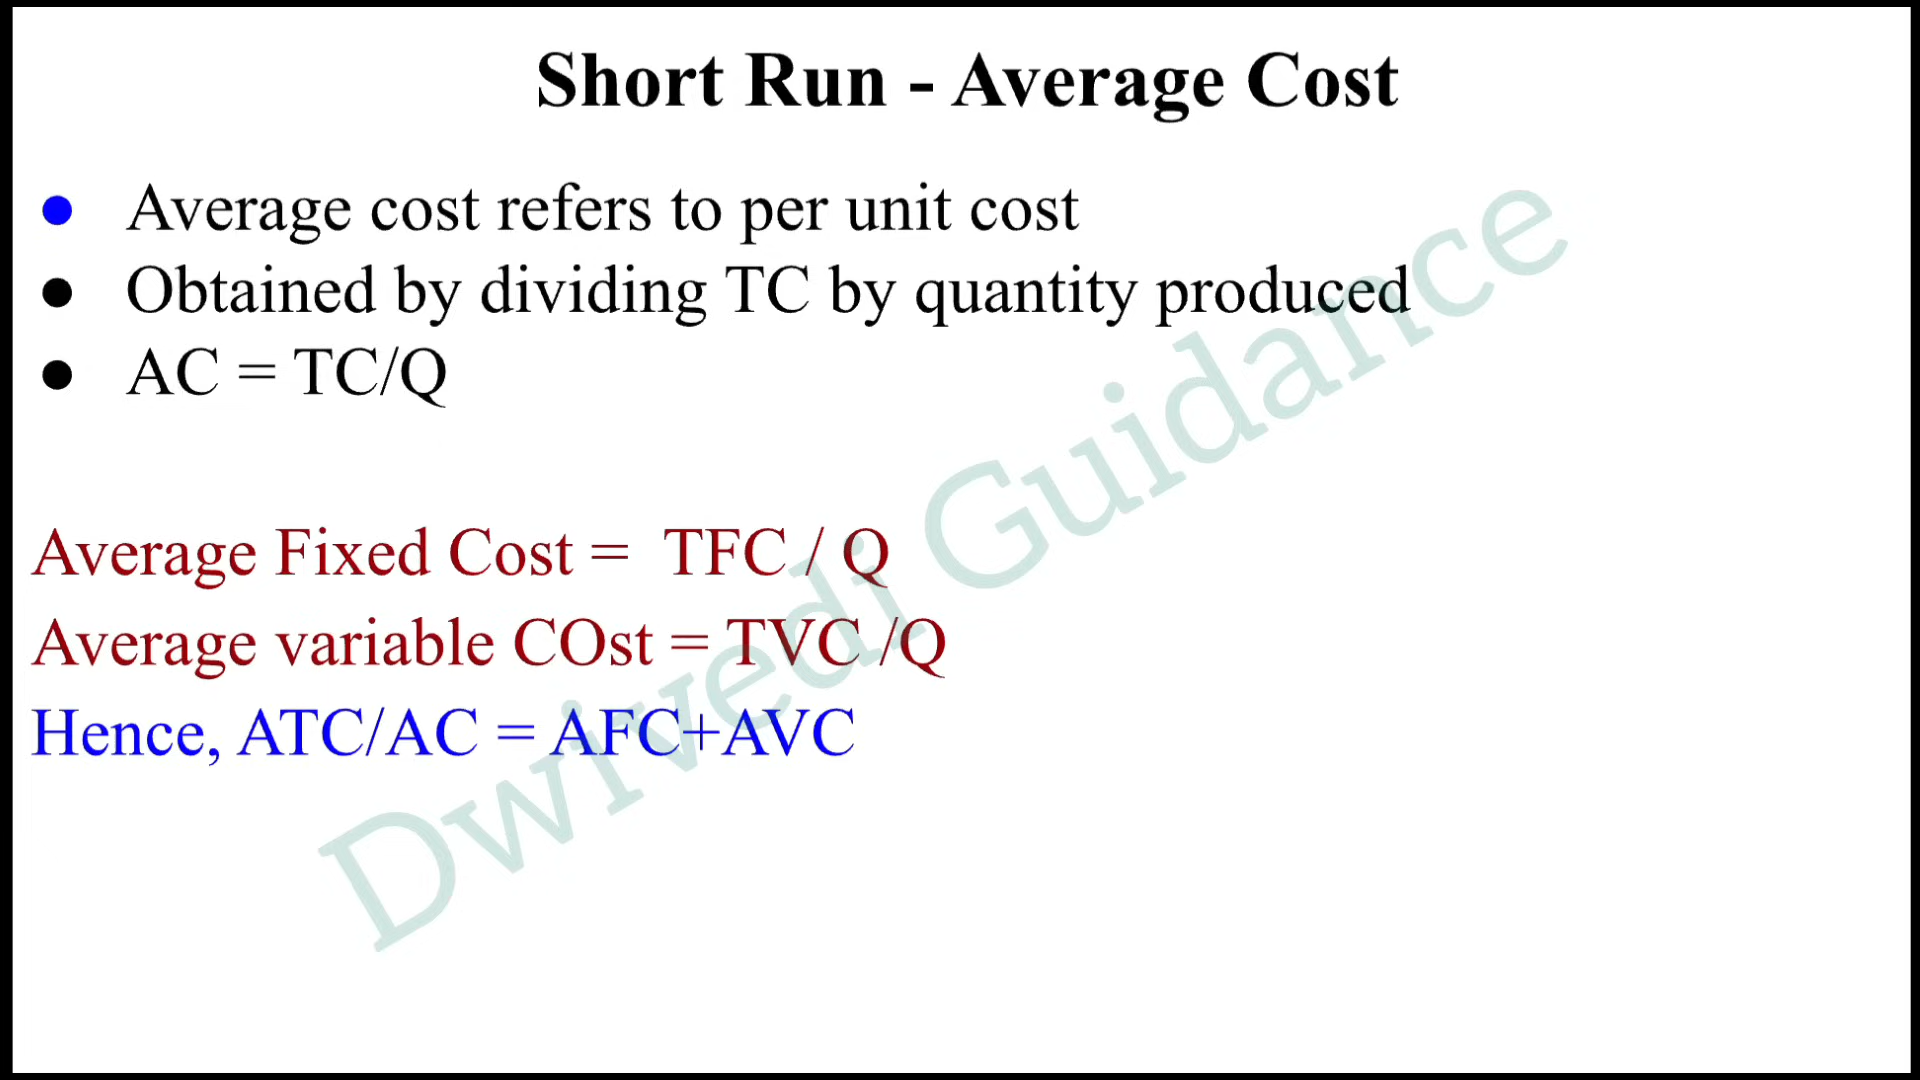 Short Run - Average Cost
● Average cost refers to per unit cost
● Obtained by dividing TC by quantity produced
● AC = TC/Q
Average Fixed Cost = TFC / Q
Average variable COst = TVC /Q
Hence, ATC/AC = AFC+AVC
Dwivedi Guidance